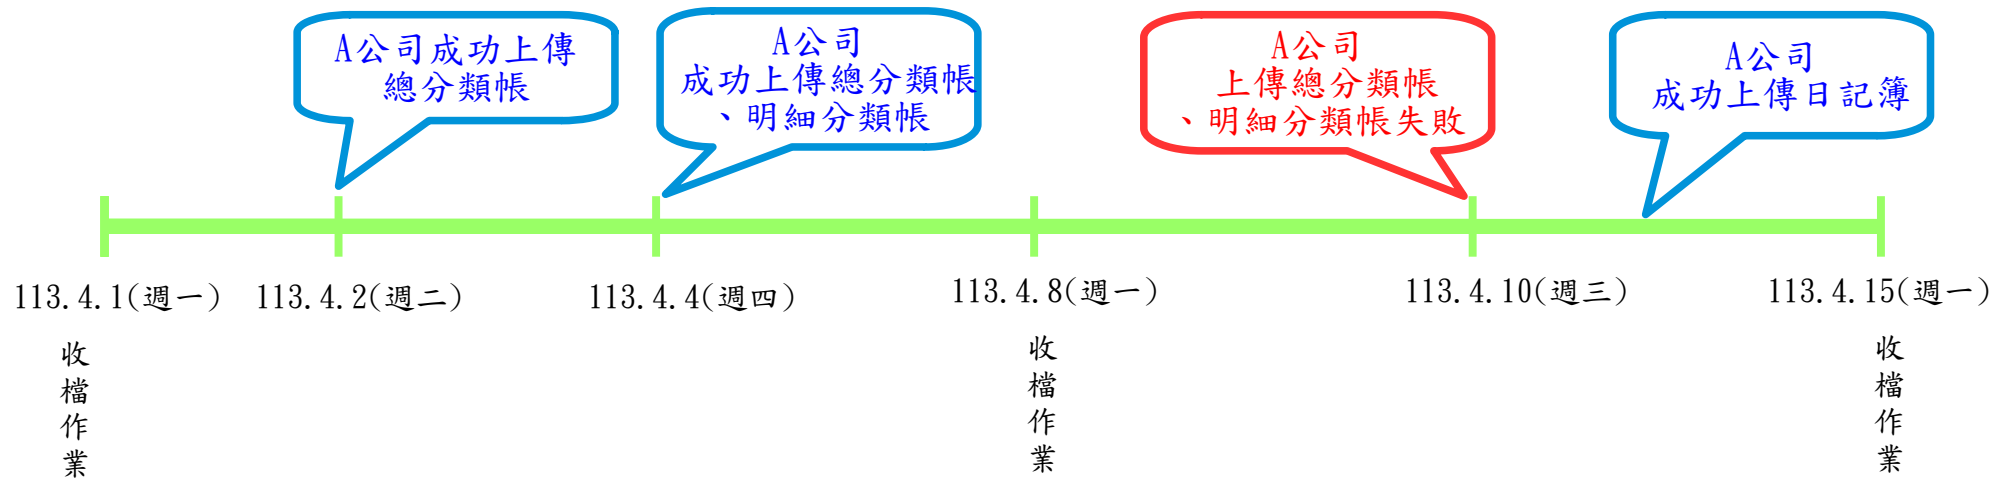 A公司成功上傳
總分類帳
A公司
成功上傳總分類帳
、明細分類帳
A公司
上傳總分類帳
、明細分類帳失敗
A公司
成功上傳日記簿
113.4.1(週一)
113.4.2(週二)
113.4.4(週四)
113.4.8(週一)
113.4.10(週三)
113.4.15(週一)
收檔作業
收檔作業
收檔作業